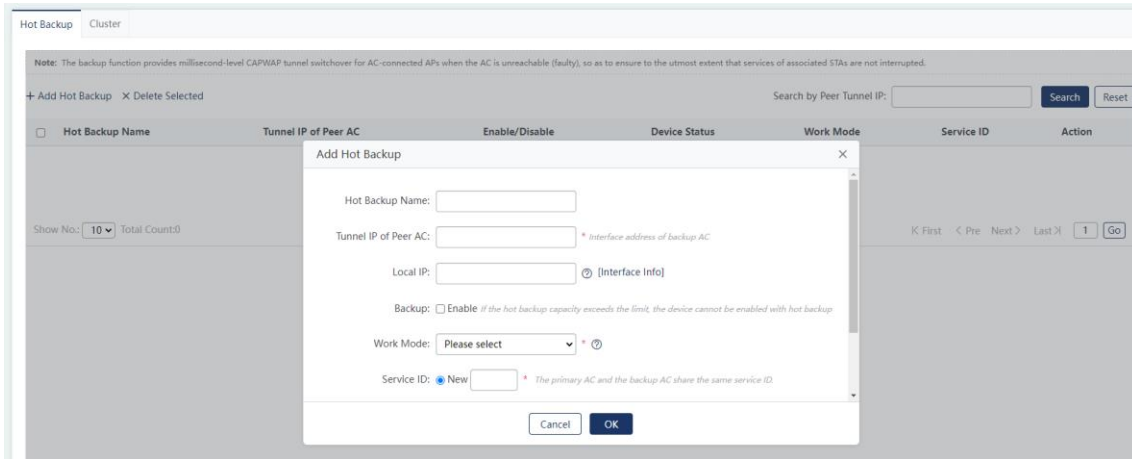 Hot Backup Cluster
Note: The backup function provides millisecond-level CAPWAP tunnel switchover for AC-connected APs when the AC is unreachable (faulty), so as to ensure to the utmost extent that services of associated STAs are not interrupted.
+ Add Hot Backup X Delete Selected Search by Peer Tunnel IP: Search Reset
Hot Backup Name Tunnel IP of Peer AC Enable/Disable Device Status Work Mode Service ID Action
Add Hot Backup
Hot Backup Name:
Show No.: 10 Total Count:0 K First < Pre Next > Last > 1 Go
Tunnel IP of Peer AC: * Interface address of backup AC
Local IP: [Interface Info]
Backup: Enable If the hot backup capacity exceeds the limit, the device cannot be enabled with hot backup
Work Mode: Please select *
Service ID: New * The primary AC and the backup AC share the same service ID.
Cancel OK